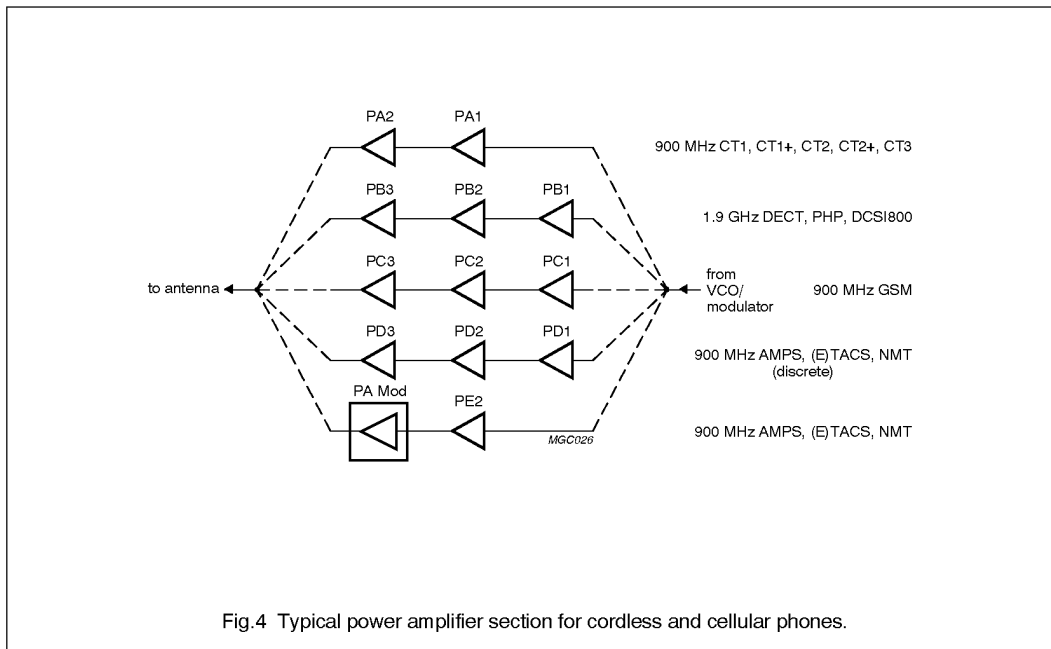 PA2 PA1
900 MHz CT1, CT1+, CT2, CT2+, CT3
PB3 PB2 PB1
1.9 GHz DECT, PHP, DCSI800
PC3 PC2 PC1
to antenna
from
VCO/
modulator
900 MHz GSM
PD3 PD2 PD1
900 MHz AMPS, (E)TACS, NMT
(discrete)
PA Mod
PE2
MGC026
900 MHz AMPS, (E)TACS, NMT
Fig.4 Typical power amplifier section for cordless and cellular phones.